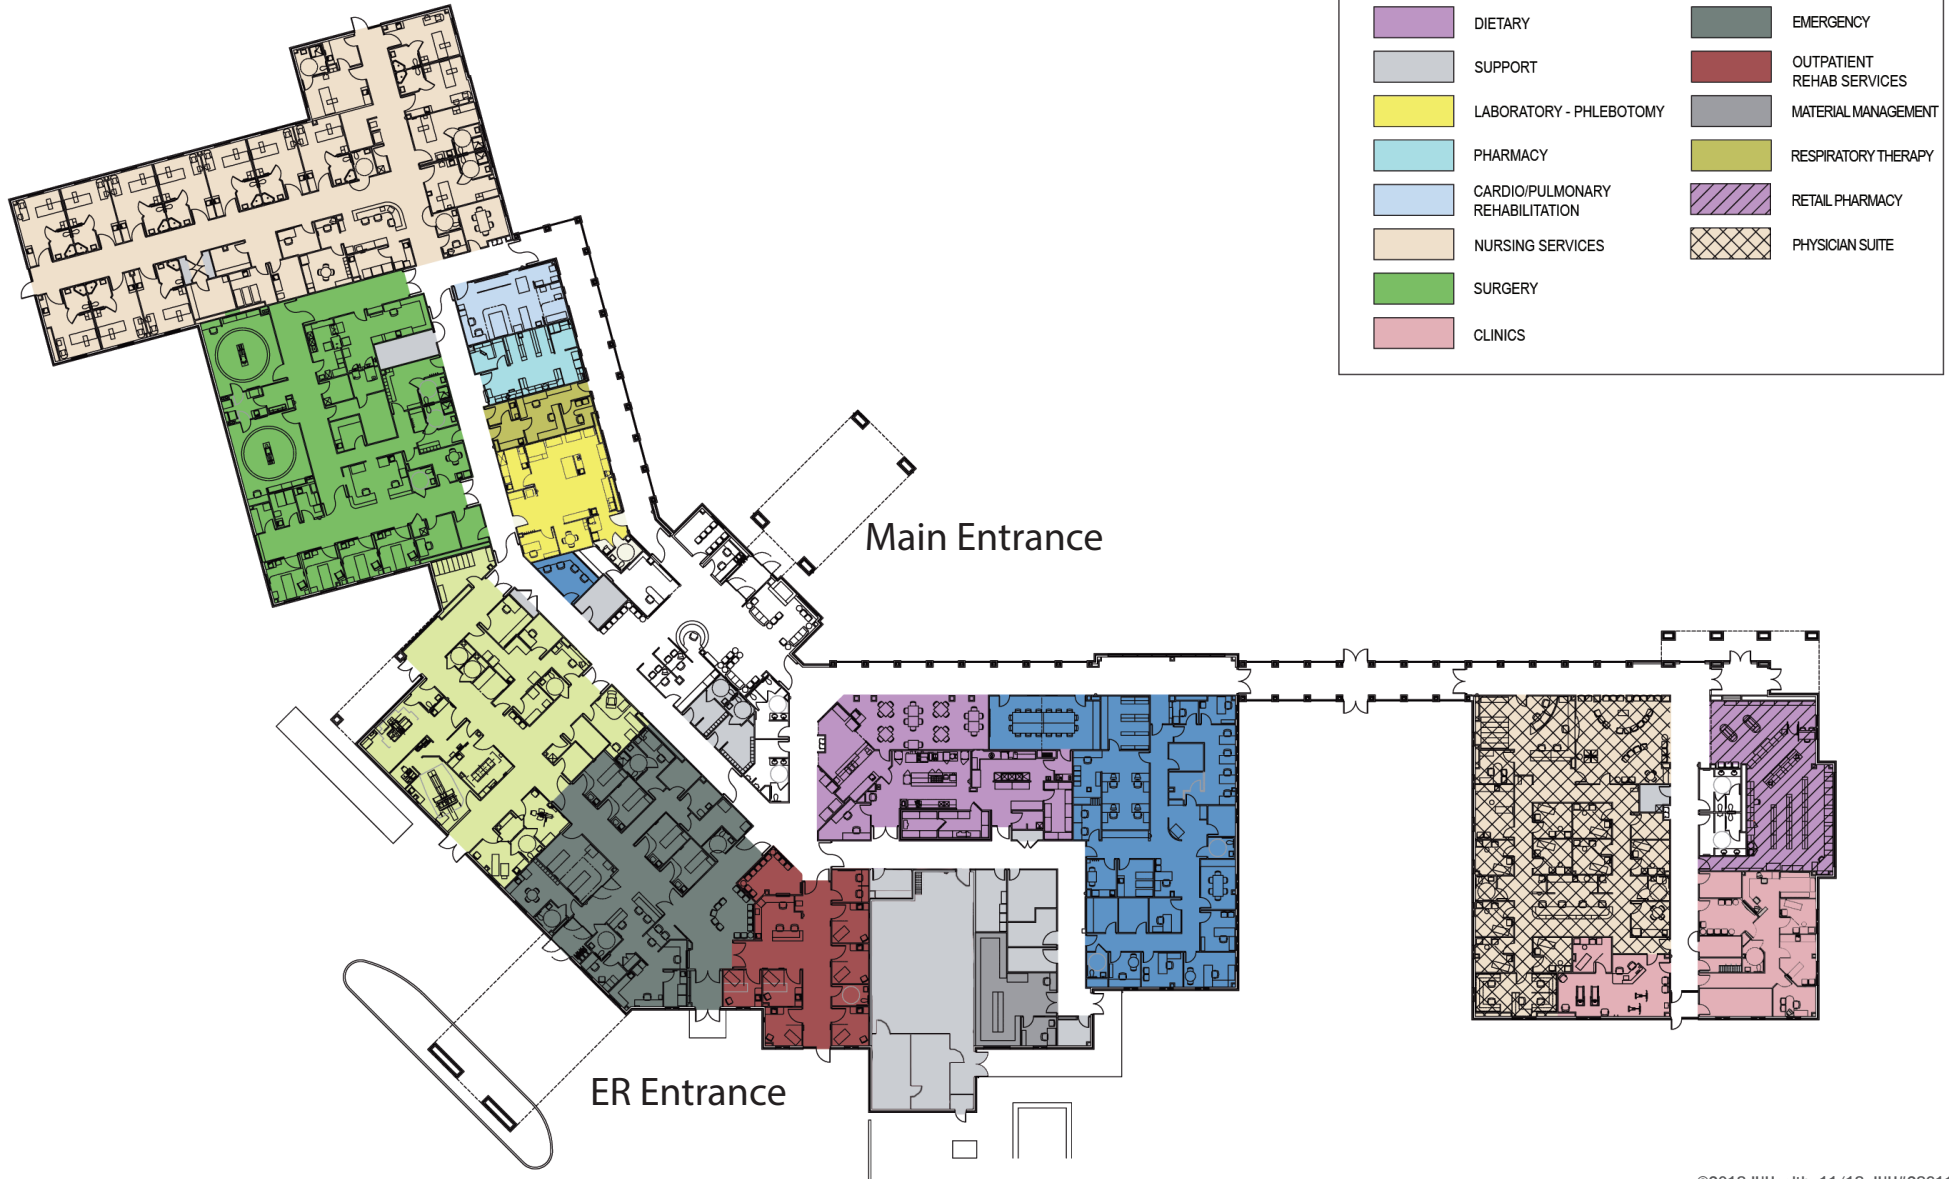 DIETARY
SUPPORT
LABORATORY - PHLEBOTOMY
PHARMACY
CARDIO/PULMONARY
REHABILITATION
NURSING SERVICES
SURGERY
CLINICS
EMERGENCY
OUTPATIENT
REHAB SERVICES
MATERIAL MANAGEMENT
RESPIRATORY THERAPY
RETAIL PHARMACY
PHYSICIAN SUITE
Main Entrance
ER Entrance